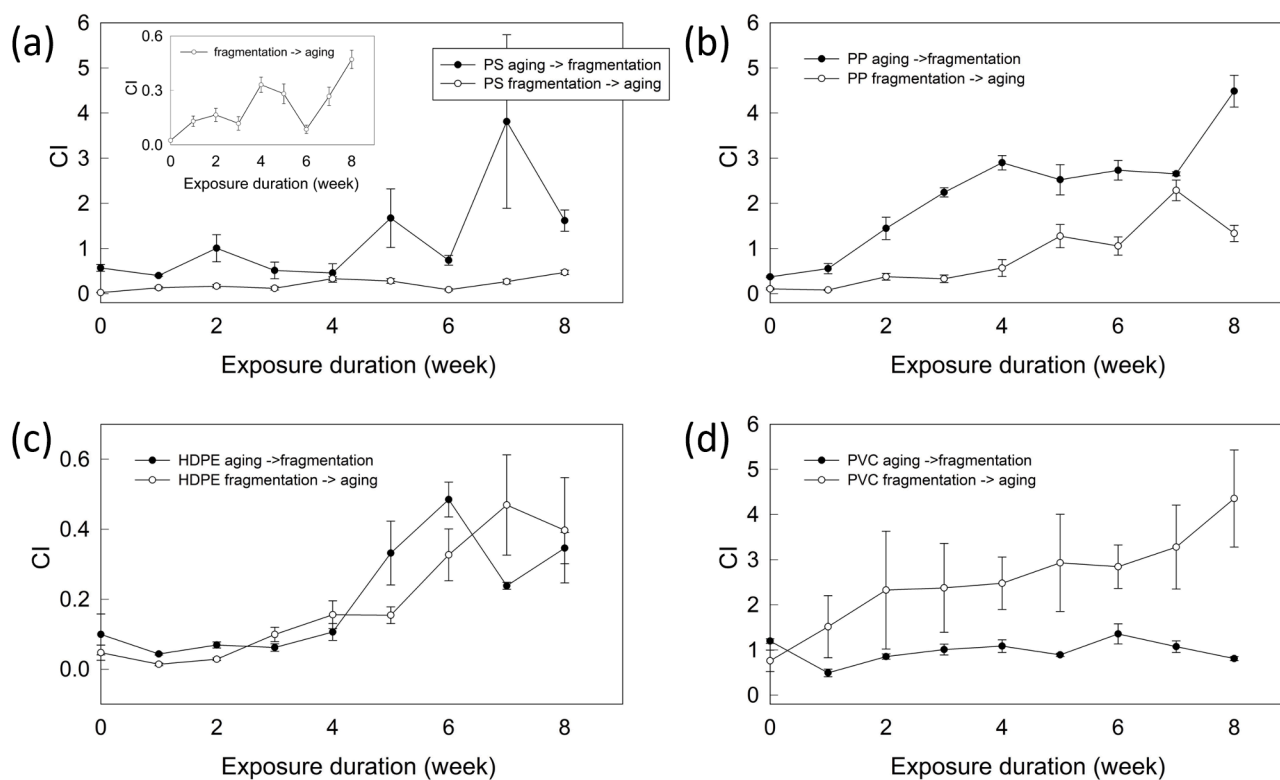 (a)
6
5
4
3
2
1
0
CI
0.6
0.3
0.0
CI
fragmentation -> aging
0 2 4 6 8
Exposure duration (week)
PS aging -> fragmentation
PS fragmentation -> aging
0 2 4 6 8
Exposure duration (week)
(b)
6
5
4
3
2
1
0
CI
PP aging ->fragmentation
PP fragmentation -> aging
0 2 4 6 8
Exposure duration (week)
(c)
0.6
0.4
0.2
0.0
CI
HDPE aging ->fragmentation
HDPE fragmentation -> aging
0 2 4 6 8
Exposure duration (week)
(d)
6
5
4
3
2
1
0
CI
PVC aging ->fragmentation
PVC fragmentation -> aging
0 2 4 6 8
Exposure duration (week)